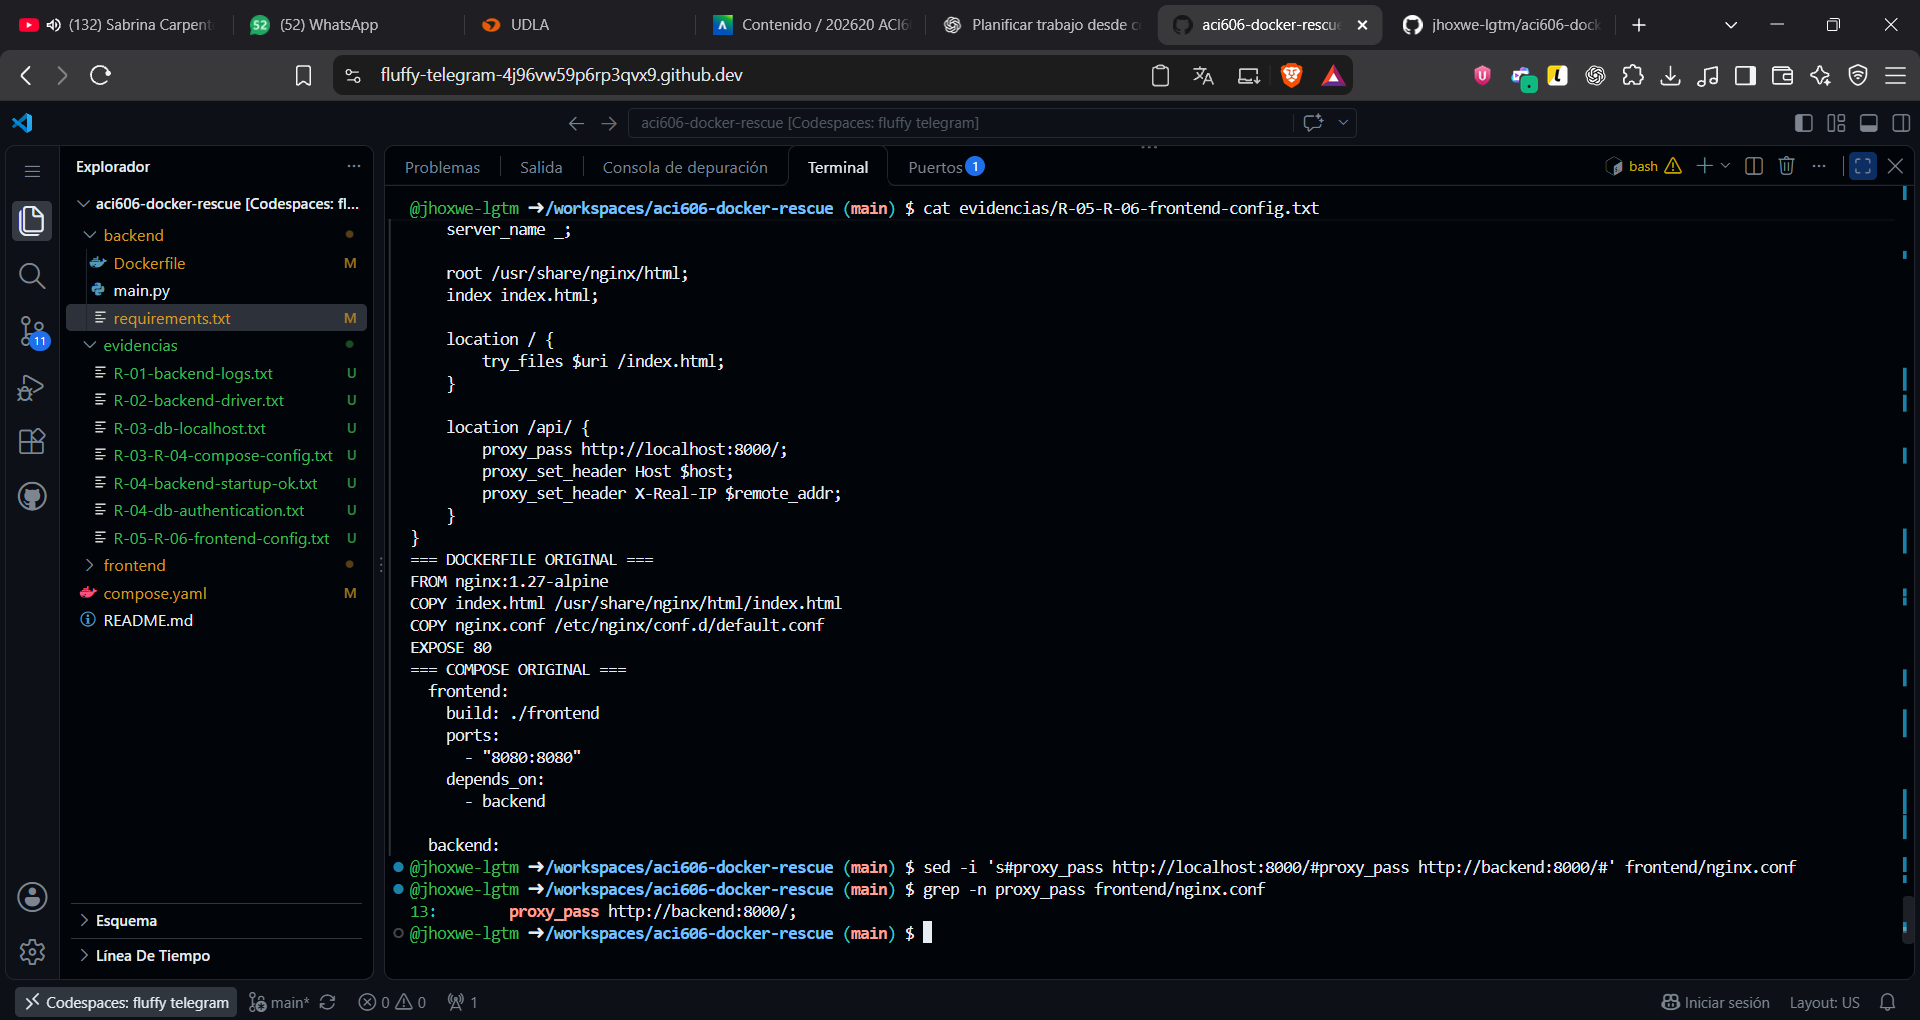 (132) Sabrina Carpent
52 (52) WhatsApp
UDLA
Contenido / 202620 ACI6
Planificar trabajo desde c
aci606-docker-rescue
jhoxwe-lgtm/aci606-dock
fluffy-telegram-4j96vw59p6rp3qvx9.github.dev
aci606-docker-rescue [Codespaces: fluffy telegram]
Explorador
Problemas
Salida
Consola de depuración
Terminal
Puertos 1
bash
aci606-docker-rescue [Codespaces: fl...
backend
Dockerfile M
main.py
requirements.txt M
11
evidencias
R-01-backend-logs.txt U
R-02-backend-driver.txt U
R-03-db-localhost.txt U
R-03-R-04-compose-config.txt U
R-04-backend-startup-ok.txt U
R-04-db-authentication.txt U
R-05-R-06-frontend-config.txt U
frontend
compose.yaml M
README.md
Esquema
Línea De Tiempo
@jhoxwe-lgtm ➜/workspaces/aci606-docker-rescue (main) $ cat evidencias/R-05-R-06-frontend-config.txt
server_name _;
root /usr/share/nginx/html;
index index.html;
location / {
try_files $uri /index.html;
}
location /api/ {
proxy_pass http://localhost:8000/;
proxy_set_header Host $host;
proxy_set_header X-Real-IP $remote_addr;
}
}
=== DOCKERFILE ORIGINAL ===
FROM nginx:1.27-alpine
COPY index.html /usr/share/nginx/html/index.html
COPY nginx.conf /etc/nginx/conf.d/default.conf
EXPOSE 80
=== COMPOSE ORIGINAL ===
frontend:
build: ./frontend
ports:
- "8080:8080"
depends_on:
- backend
backend:
@jhoxwe-lgtm ➜/workspaces/aci606-docker-rescue (main) $ sed -i 's#proxy_pass http://localhost:8000/#proxy_pass http://backend:8000/#' frontend/nginx.conf
@jhoxwe-lgtm ➜/workspaces/aci606-docker-rescue (main) $ grep -n proxy_pass frontend/nginx.conf
13: proxy_pass http://backend:8000/;
@jhoxwe-lgtm ➜/workspaces/aci606-docker-rescue (main) $
Codespaces: fluffy telegram
main*
0
0
1
Iniciar sesión
Layout: US